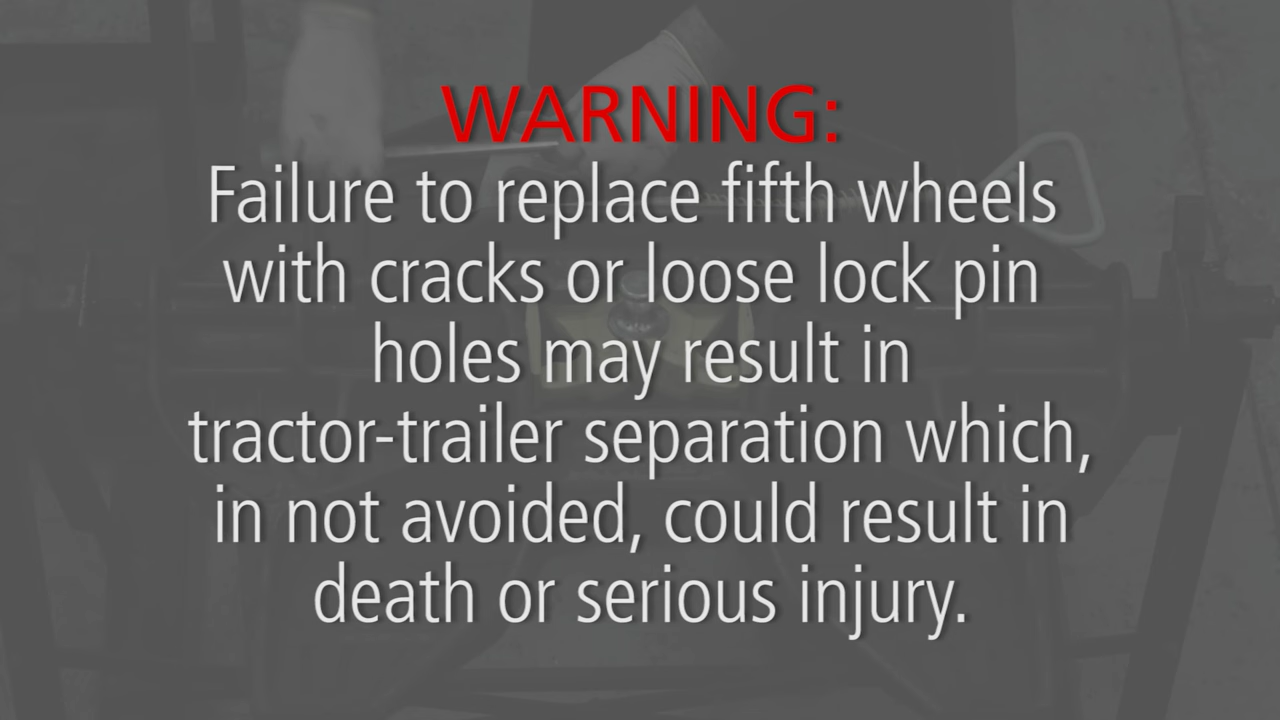 WARNING:
Failure to replace fifth wheels
with cracks or loose lock pin
holes may result in
tractor-trailer separation which,
in not avoided, could result in
death or serious injury.